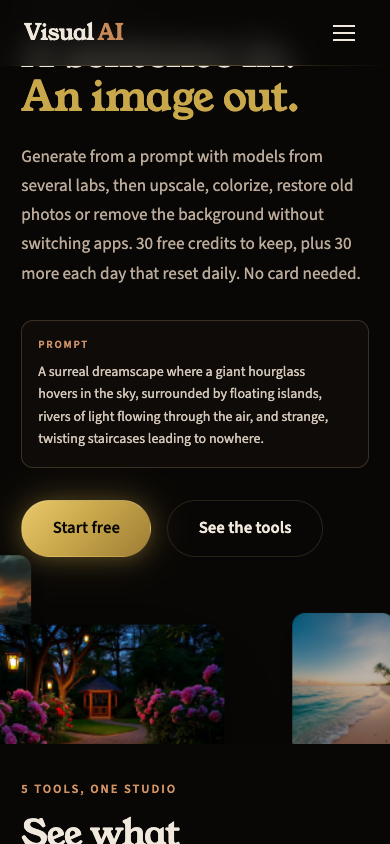 Visual AI
A sentence in.
An image out.
Generate from a prompt with models from
several labs, then upscale, colorize, restore old
photos or remove the background without
switching apps. 30 free credits to keep, plus 30
more each day that reset daily. No card needed.
PROMPT
A surreal dreamscape where a giant hourglass
hovers in the sky, surrounded by floating islands,
rivers of light flowing through the air, and strange,
twisting staircases leading to nowhere.
Start free
See the tools
5 TOOLS, ONE STUDIO
See what